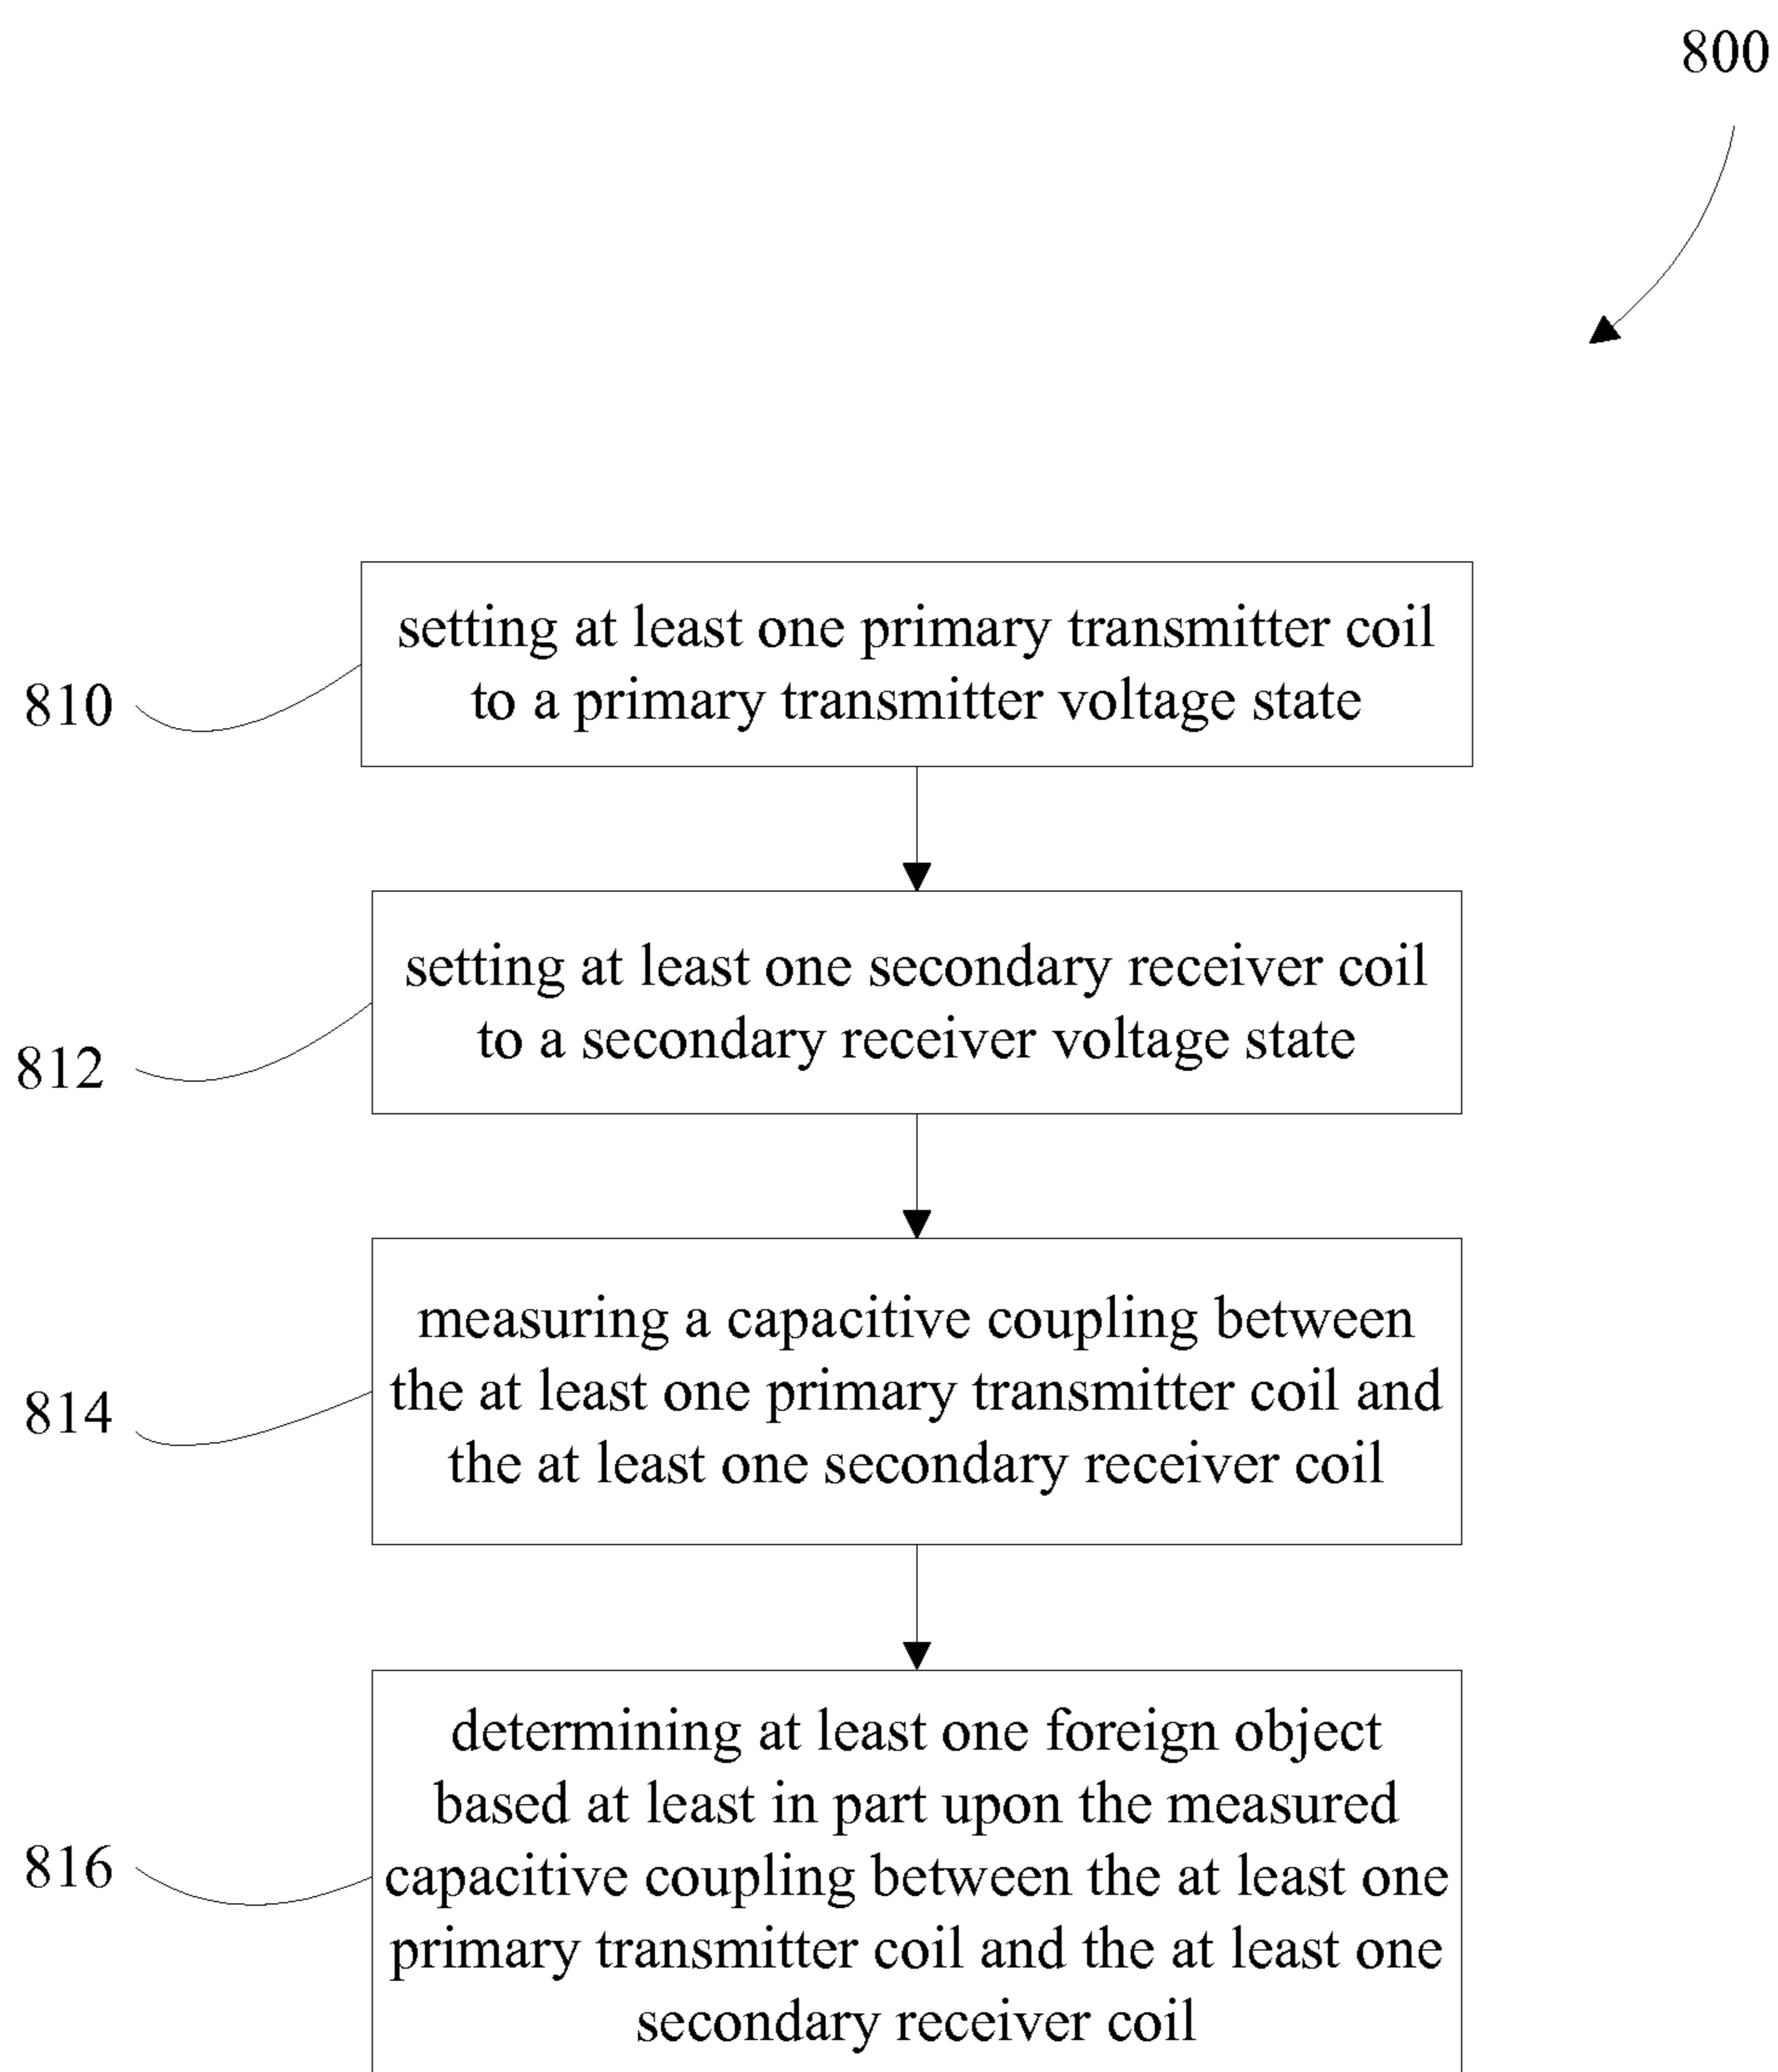 800
810
setting at least one primary transmitter coil
to a primary transmitter voltage state
812
setting at least one secondary receiver coil
to a secondary receiver voltage state
814
measuring a capacitive coupling between
the at least one primary transmitter coil and
the at least one secondary receiver coil
816
determining at least one foreign object
based at least in part upon the measured
capacitive coupling between the at least one
primary transmitter coil and the at least one
secondary receiver coil